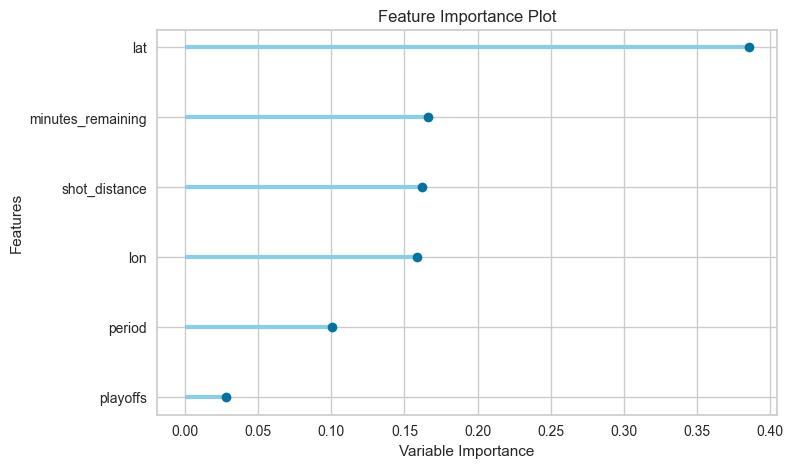 Feature Importance Plot
lat
minutes_remaining
shot_distance
lon
period
playoffs
Features
0.00 0.05 0.10 0.15 0.20 0.25 0.30 0.35 0.40
Variable Importance